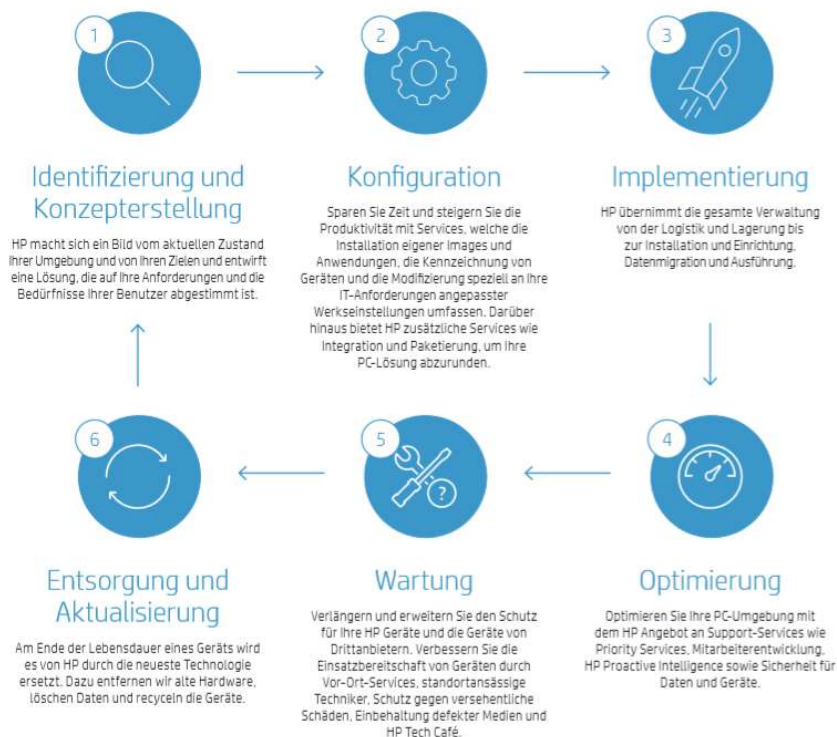 1
Identifizierung und
Konzepterstellung
HP macht sich ein Bild vom aktuellen Zustand
Ihrer Umgebung und von Ihren Zielen und entwirft
eine Lösung, die auf Ihre Anforderungen und die
Bedürfnisse Ihrer Benutzer abgestimmt ist.
2
Konfiguration
Sparen Sie Zeit und steigern Sie die
Produktivität mit Services, welche die
Installation eigener Images und
Anwendungen, die Kennzeichnung von
Geräten und die Modifizierung speziell an Ihre
IT-Anforderungen angepasster
Werkseinstellungen umfassen. Darüber
hinaus bietet HP zusätzliche Services wie
Integration und Paketierung, um Ihre
PC-Lösung abzurunden.
3
Implementierung
HP übernimmt die gesamte Verwaltung
von der Logistik und Lagerung bis
zur Installation und Einrichtung,
Datenmigration und Ausführung.
4
Optimierung
Optimieren Sie Ihre PC-Umgebung mit
dem HP Angebot an Support-Services wie
Priority Services, Mitarbeiterentwicklung,
HP Proactive Intelligence sowie Sicherheit für
Daten und Geräte.
5
?
Wartung
Verlängern und erweitern Sie den Schutz
für Ihre HP Geräte und die Geräte von
Drittanbietern. Verbessern Sie die
Einsatzbereitschaft von Geräten durch
Vor-Ort-Services, standortansässige
Techniker, Schutz gegen versehentliche
Schäden, Einbehaltung defekter Medien und
HP Tech Café.
6
Entsorgung und
Aktualisierung
Am Ende der Lebensdauer eines Geräts wird
es von HP durch die neueste Technologie
ersetzt. Dazu entfernen wir alte Hardware,
löschen Daten und recyceln die Geräte.